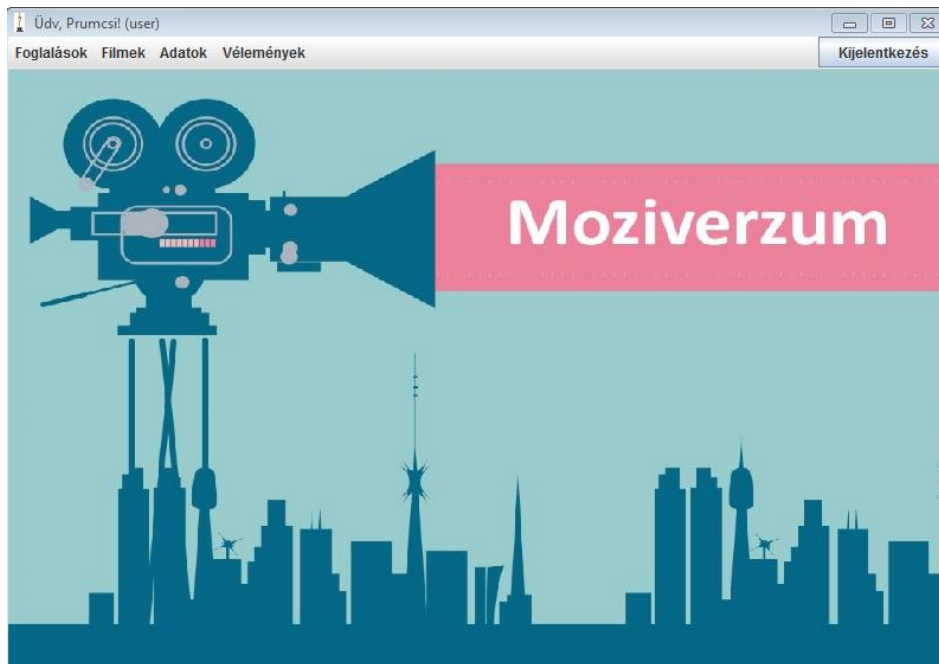 Üdv, Prumcsi! (user)
Foglalások Filmek Adatok Vélemények Kijelentkezés
Moziverzum